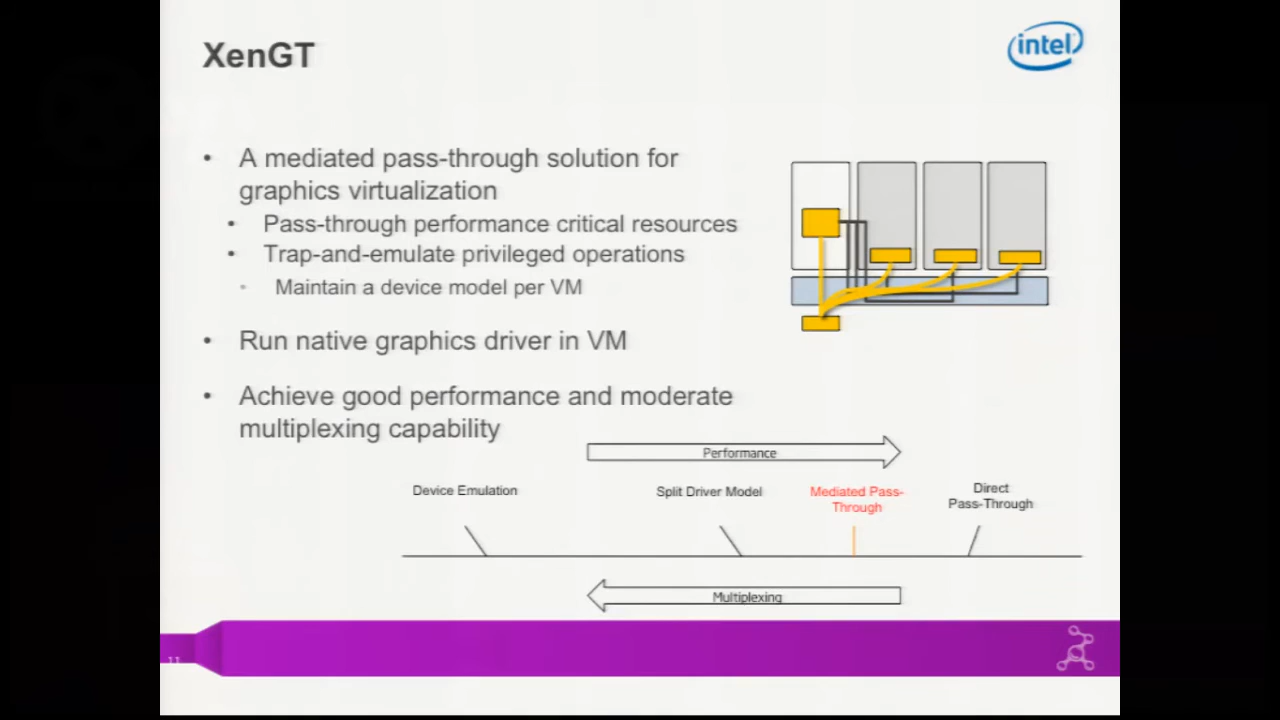 XenGT
intel
• A mediated pass-through solution for
graphics virtualization
• Pass-through performance critical resources
• Trap-and-emulate privileged operations
• Maintain a device model per VM
• Run native graphics driver in VM
• Achieve good performance and moderate
multiplexing capability
Performance
Device Emulation
Split Driver Model
Mediated Pass-
Through
Direct
Pass-Through
Multiplexing
11